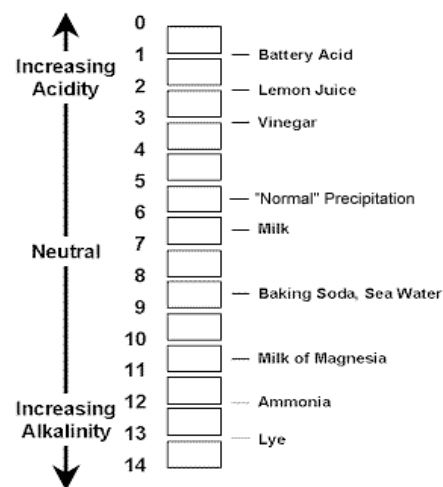 0
1
Battery Acid
Increasing
Acidity
2
Lemon Juice
3
Vinegar
4
5
"Normal" Precipitation
6
Milk
7
Neutral
8
Baking Soda, Sea Water
9
10
Milk of Magnesia
11
Increasing
Alkalinity
12
Ammonia
13
Lye
14